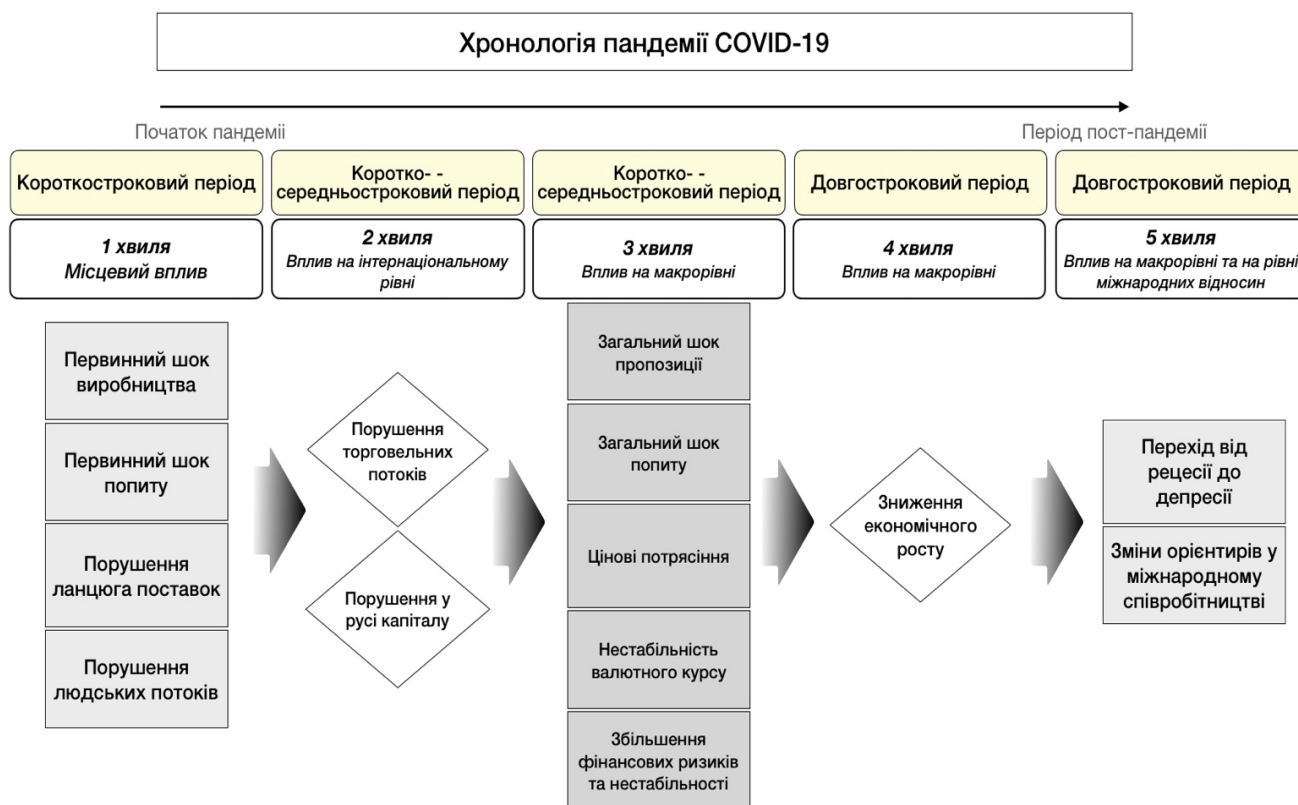 Хронологія пандемії COVID-19
Початок пандемії
Період пост-пандемії
Короткостроковий період
Коротко- -
середньостроковий період
Коротко- -
середньостроковий період
Довгостроковий період
Довгостроковий період
1 хвиля
Місцевий вплив
2 хвиля
Вплив на інтернаціональному
рівні
3 хвиля
Вплив на макрорівні
4 хвиля
Вплив на макрорівні
5 хвиля
Вплив на макрорівні та на рівні
міжнародних відносин
Первинний шок
виробництва
Первинний шок
попиту
Порушення
ланцюга поставок
Порушення
людських потоків
Порушення
торговельних
потоків
Порушення у
русі капіталу
Загальний шок
пропозиції
Загальний шок
попиту
Цінові потрясіння
Нестабільність
валютного курсу
Збільшення
фінансових ризиків
та нестабільності
Зниження
економічного
росту
Перехід від
рецесії до
депресії
Зміни орієнтирів у
міжнародному
співробітництві